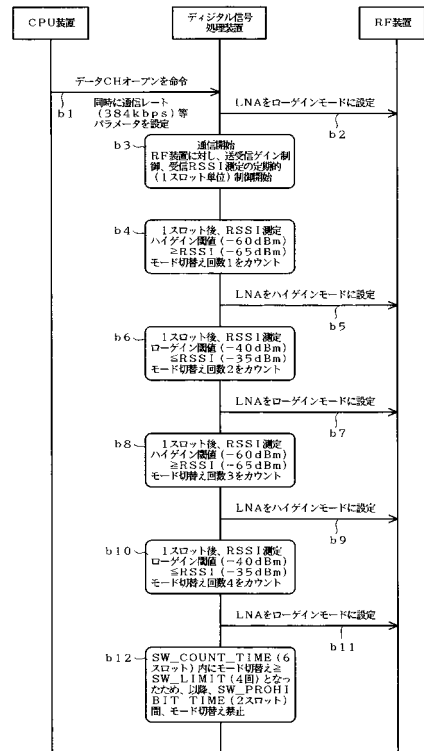 CPU装置
ディジタル信号
処理装置
RF装置
データCHオープンを命令
b1
同時に通信レート
(384kbps)等
パラメータを設定
LNAをローゲインモードに設定
b2
b3
通信開始
RF装置に対し、送受信ゲイン制
御、受信RSSI測定の定期的
(1スロット単位)制御開始
b4
1スロット後、RSSI測定
ハイゲイン閾値(-60dBm)
≧RSSI(-65dBm)
モード切替え回数1をカウント
LNAをハイゲインモードに設定
b5
b6
1スロット後、RSSI測定
ローゲイン閾値(-40dBm)
≦RSSI(-35dBm)
モード切替え回数2をカウント
LNAをローゲインモードに設定
b7
b8
1スロット後、RSSI測定
ハイゲイン閾値(-60dBm)
≧RSSI(-65dBm)
モード切替え回数3をカウント
LNAをハイゲインモードに設定
b9
b10
1スロット後、RSSI測定
ローゲイン閾値(-40dBm)
≦RSSI(-35dBm)
モード切替え回数4をカウント
LNAをローゲインモードに設定
b11
b12
SW_COUNT_TIME(6
スロット)内にモード切替え≧
SW_LIMIT(4回)となっ
たため、以降、SW_PROHI
BIT_TIME(2スロット)
間、モード切替え禁止